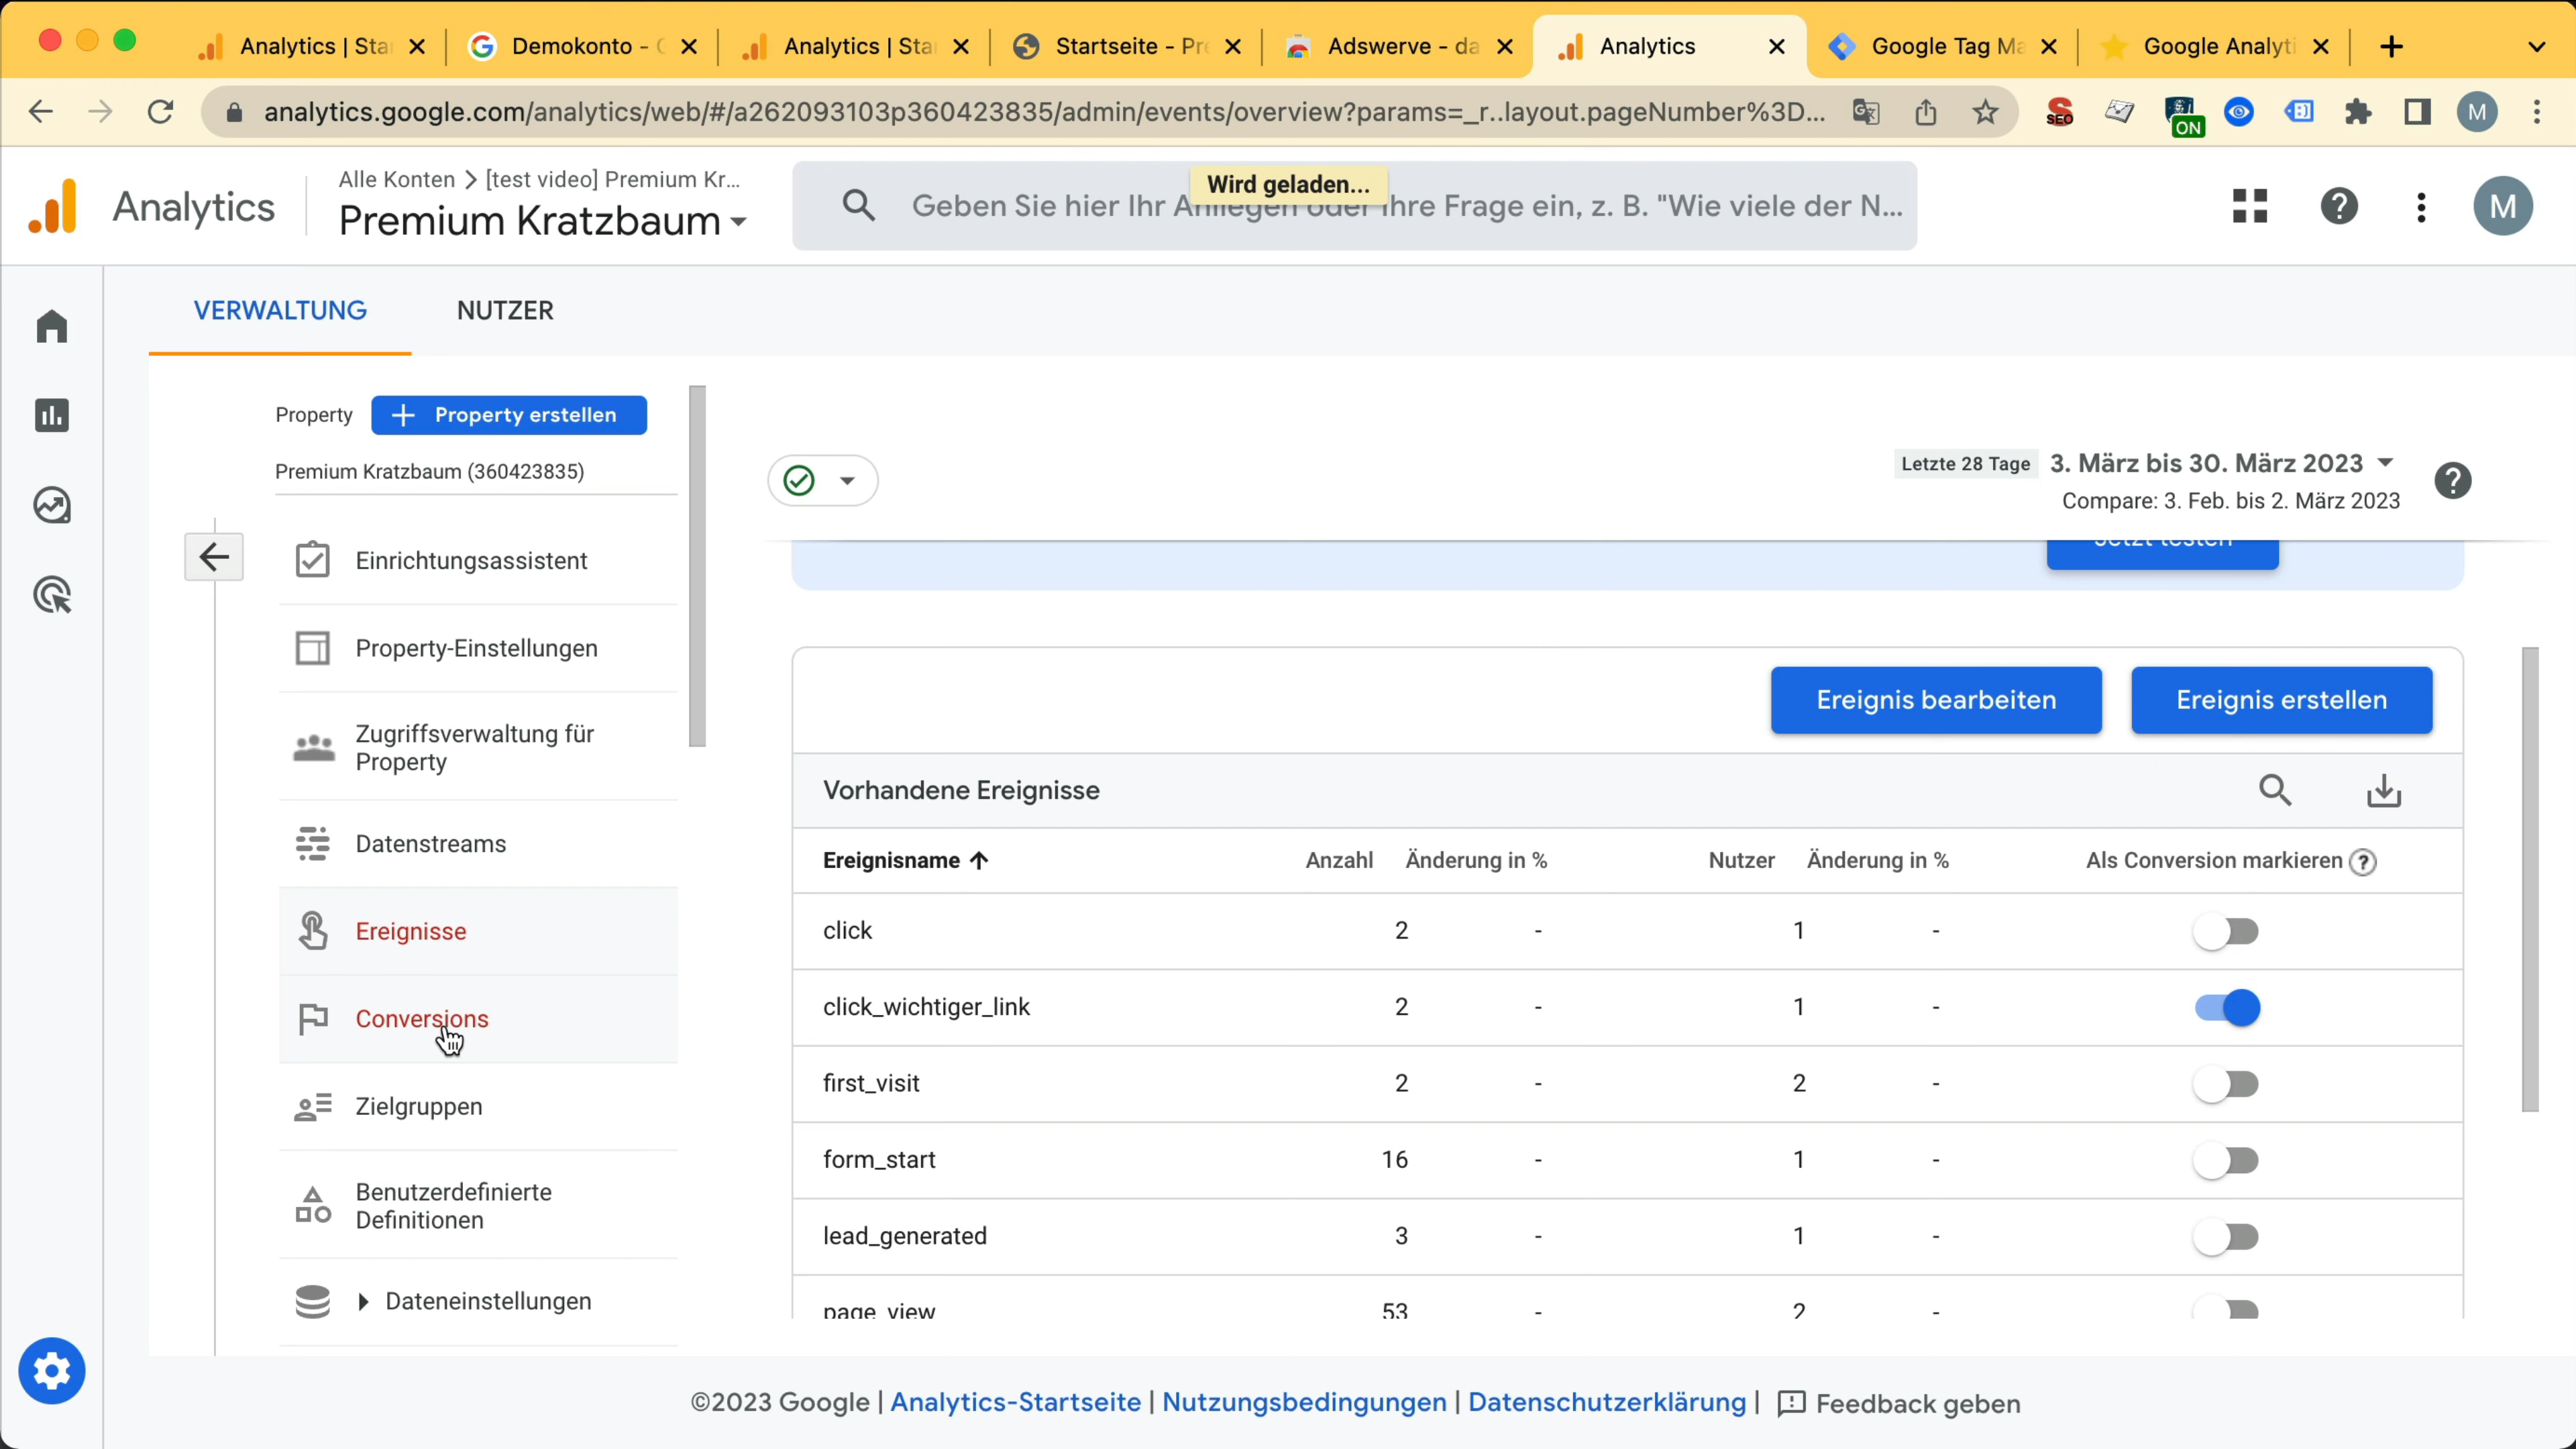 Analytics | Sta
Demokonto - G
Analytics | Sta
Startseite - Pre
Adswerve - da
Analytics
Google Tag Ma
Google Analyti
analytics.google.com/analytics/web/#/a262093103p360423835/admin/events/overview?params=_r..layout.pageNumber%3D...
SEO
ON
M
Analytics
Alle Konten > [test video] Premium Kr...
Premium Kratzbaum
Wird geladen...
Geben Sie hier Ihr Anliegen oder Ihre Frage ein, z. B. "Wie viele der N...
M
VERWALTUNG
NUTZER
Property
Property erstellen
Premium Kratzbaum (360423835)
Einrichtungsassistent
Property-Einstellungen
Zugriffsverwaltung für
Property
Datenstreams
Ereignisse
Conversions
Zielgruppen
Benutzerdefinierte
Definitionen
Dateneinstellungen
Letzte 28 Tage 3. März bis 30. März 2023
Compare: 3. Feb. bis 2. März 2023
Jetzt testen
Ereignis bearbeiten
Ereignis erstellen
Vorhandene Ereignisse
Ereignisname Anzahl Änderung in % Nutzer Änderung in % Als Conversion markieren
click 2 - 1 -
click_wichtiger_link 2 - 1 -
first_visit 2 - 2 -
form_start 16 - 1 -
lead_generated 3 - 1 -
page_view 53 - 2 -
©2023 Google | Analytics-Startseite | Nutzungsbedingungen | Datenschutzerklärung | Feedback geben